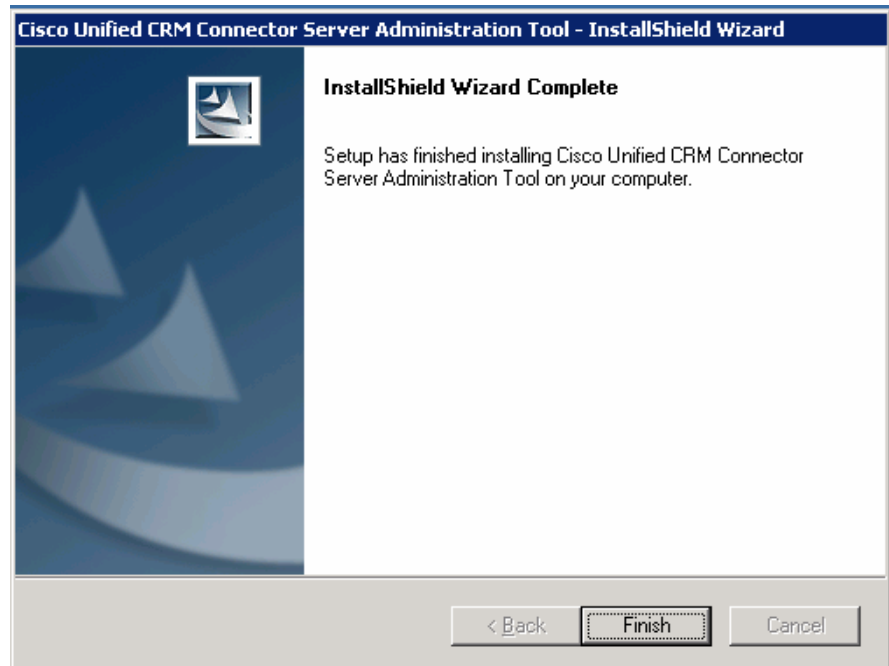 Cisco Unified CRM Connector Server Administration Tool - InstallShield Wizard
InstallShield Wizard Complete
Setup has finished installing Cisco Unified CRM Connector
Server Administration Tool on your computer.
< Back
Finish
Cancel